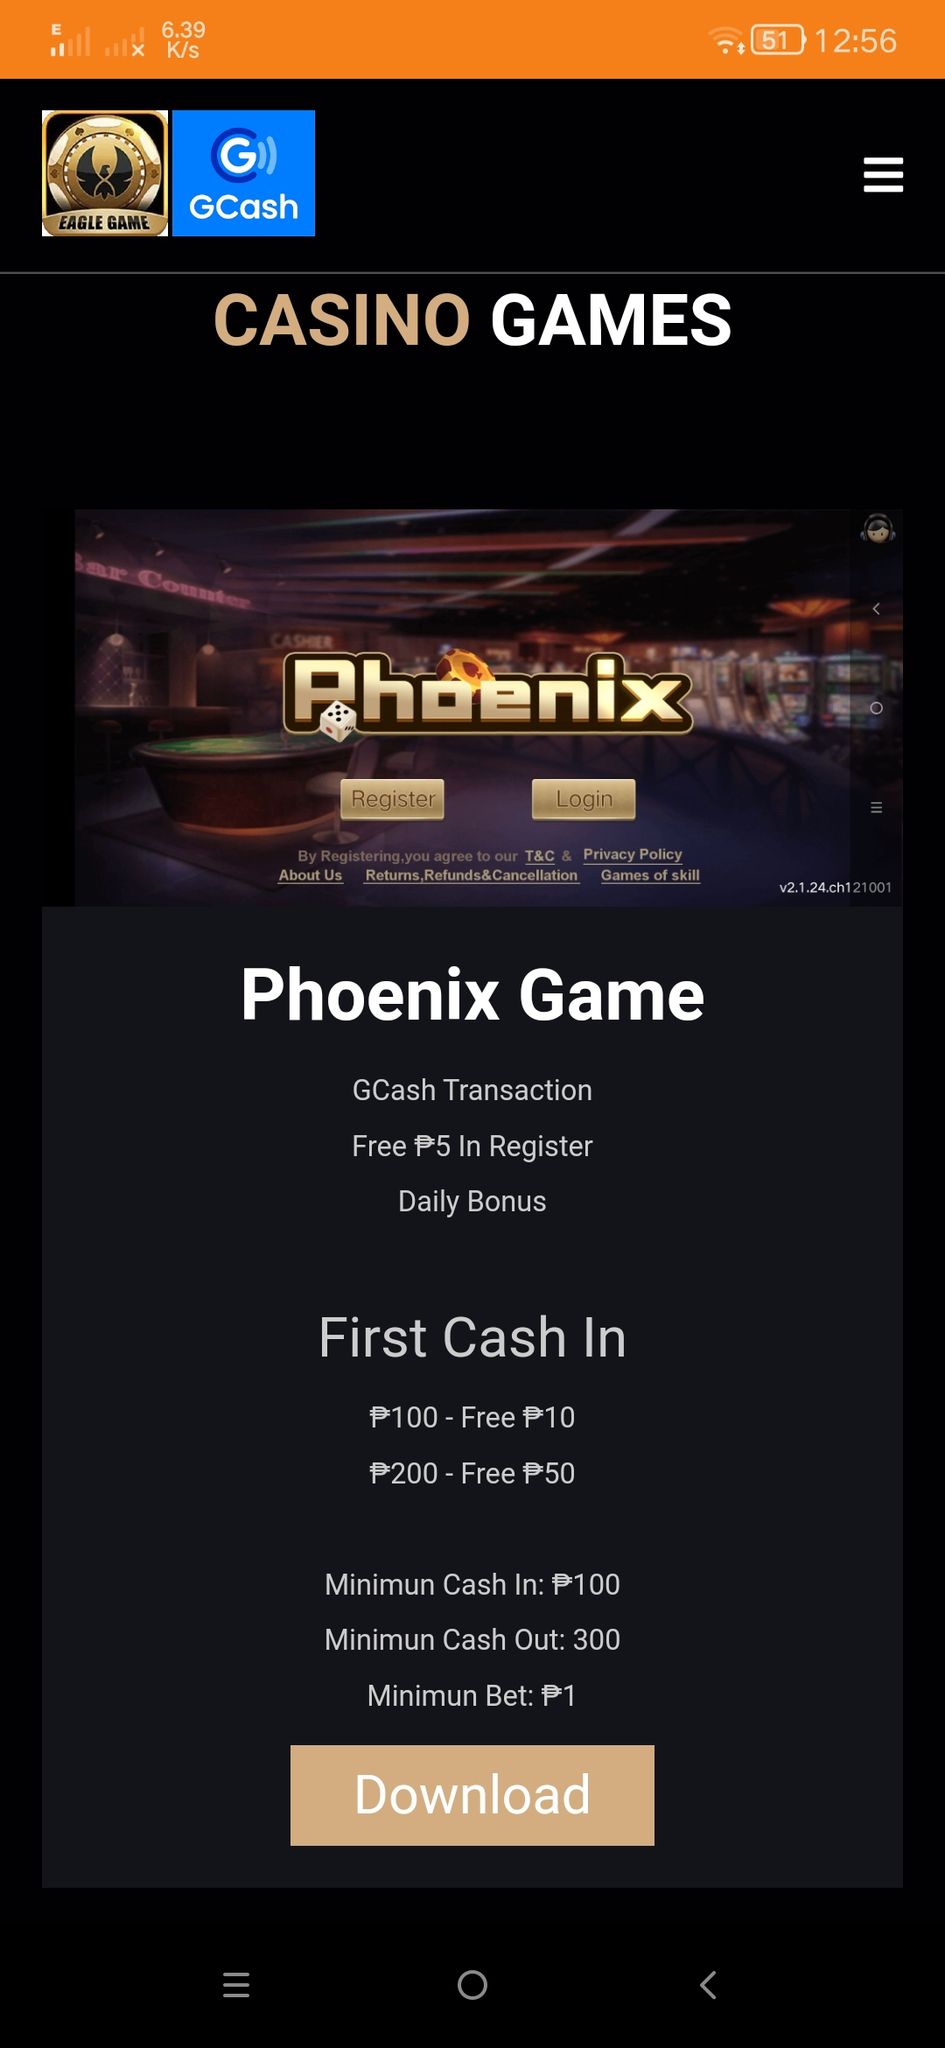 E
6.39
K/s
51
12:56
EAGLE GAME
G
GCash
CASINO GAMES
Bar Counter
CASHIER
Phoenix
Register
Login
By Registering,you agree to our T&C & Privacy Policy
About Us Returns,Refunds&Cancellation Games of skill
v2.1.24.ch121001
Phoenix Game
GCash Transaction
Free ₱5 In Register
Daily Bonus
First Cash In
₱100 - Free ₱10
₱200 - Free ₱50
Minimun Cash In: ₱100
Minimun Cash Out: 300
Minimun Bet: ₱1
Download